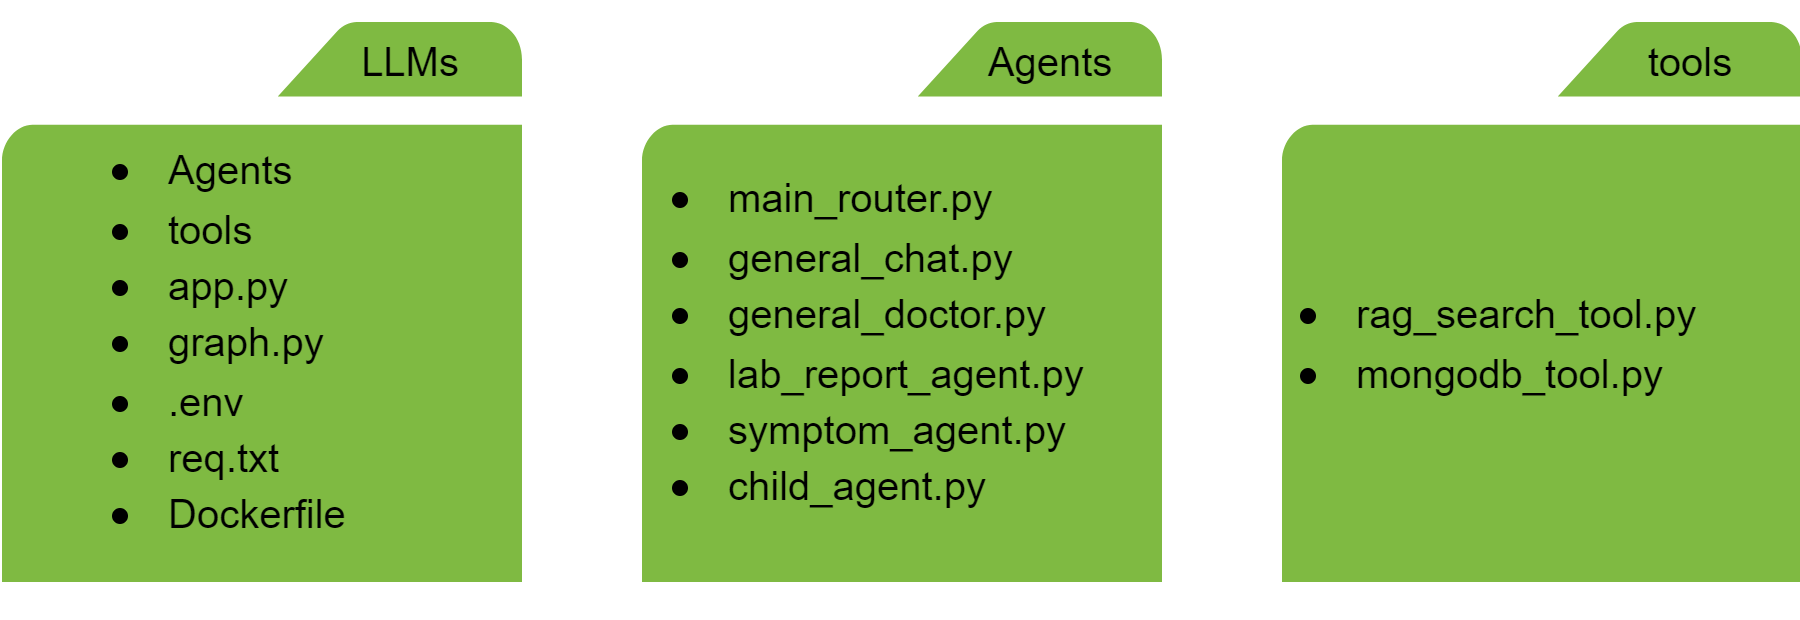 LLMs
● Agents
● tools
● app.py
● graph.py
● .env
● req.txt
● Dockerfile
Agents
● main_router.py
● general_chat.py
● general_doctor.py
● lab_report_agent.py
● symptom_agent.py
● child_agent.py
tools
● rag_search_tool.py
● mongodb_tool.py